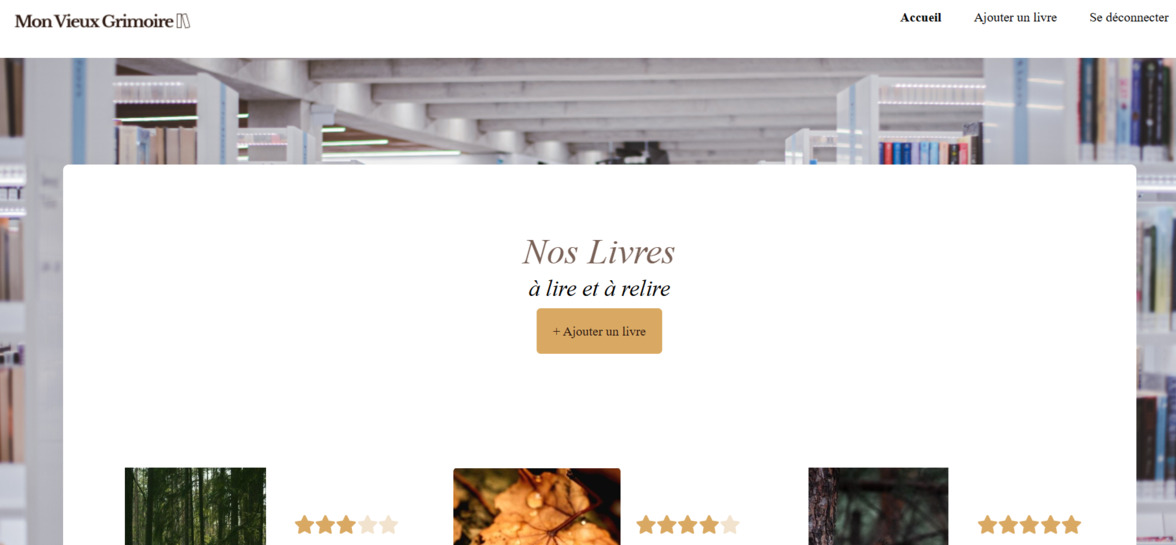 Mon Vieux Grimoire
Accueil
Ajouter un livre
Se déconnecter
Nos Livres
à lire et à relire
+ Ajouter un livre